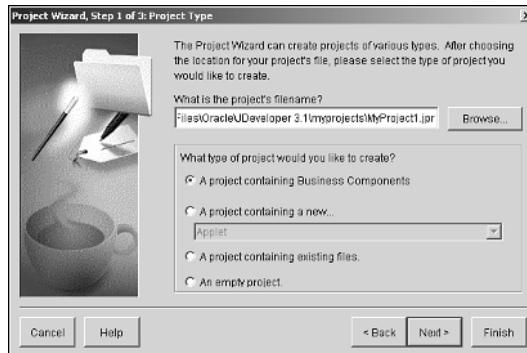 Project Wizard, Step 1 of 3: Project Type
The Project Wizard can create projects of various types. After choosing
the location for your project's file, please select the type of project you
would like to create.
What is the project's filename?
Files\Oracle\JDeveloper 3.1\myprojects\MyProject1.jpr
Browse...
What type of project would you like to create?
A project containing Business Components
A project containing a new...
Applet
A project containing existing files.
An empty project.
Cancel
Help
< Back
Next >
Finish